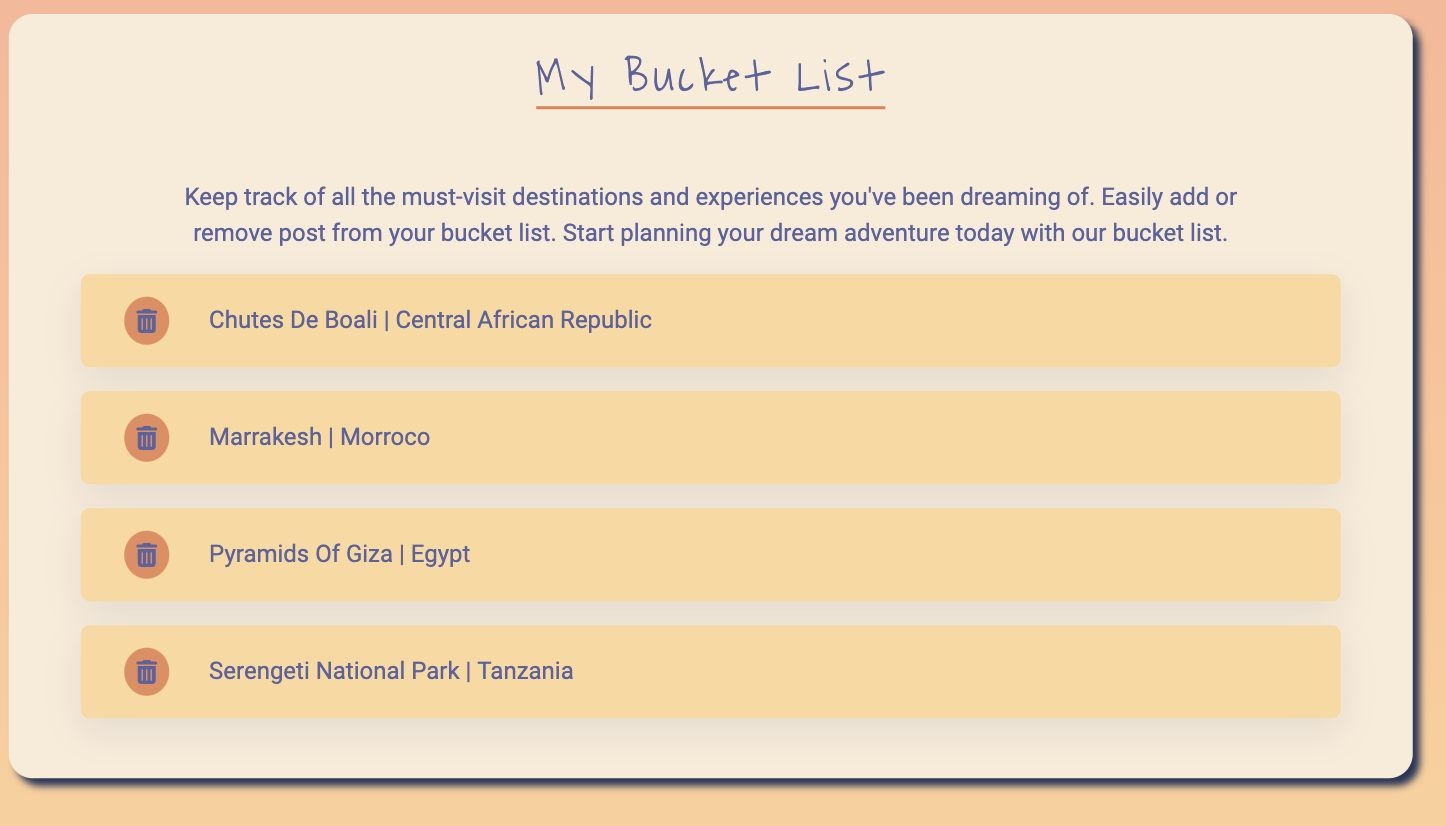 My Bucket List
Keep track of all the must-visit destinations and experiences you've been dreaming of. Easily add or
remove post from your bucket list. Start planning your dream adventure today with our bucket list.
Chutes De Boali | Central African Republic
Marrakesh | Morroco
Pyramids Of Giza | Egypt
Serengeti National Park | Tanzania